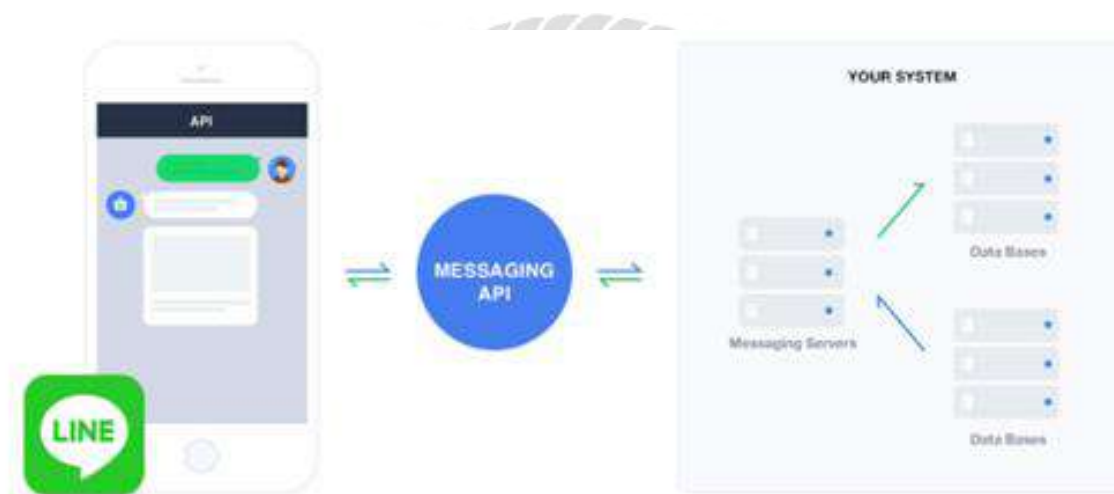 API
LINE
MESSAGING
API
YOUR SYSTEM
Messaging Servers
Data Bases
Data Bases